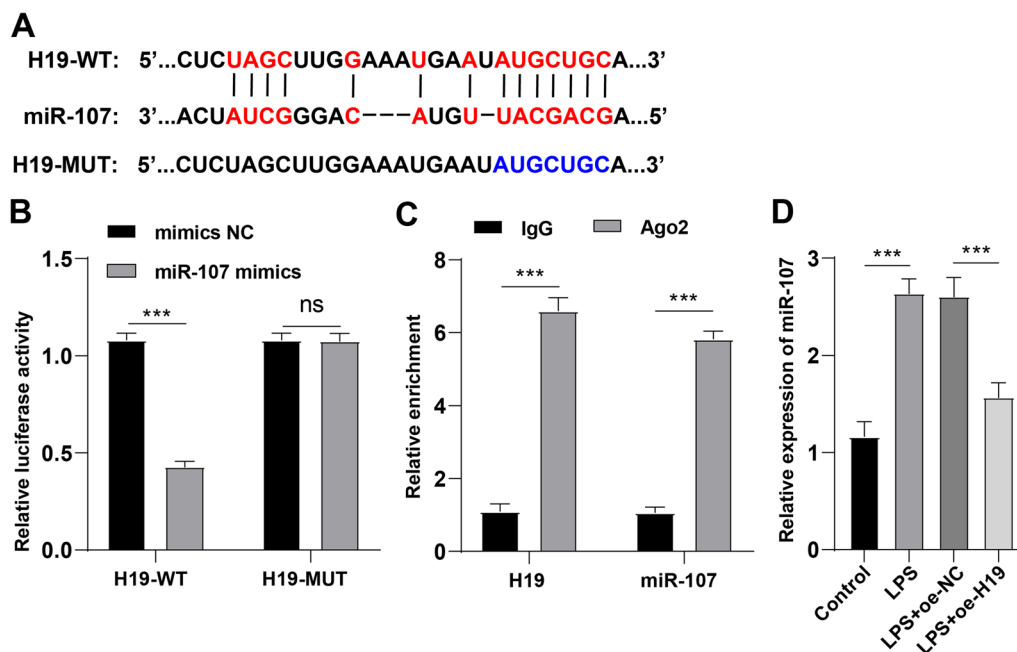 A
H19-WT: 5’...CUCUAGCUUGGAAAUGAAUAUGCUGCA...3’
miR-107: 3’...ACUAUCGGGAC---AUGU-UACGACGA...5’
H19-MUT: 5’...CUCUAGCUUGGAAAUGAAUAUGCUGCA...3’
B
mimics NC
miR-107 mimics
Relative luciferase activity
1.5
1.0
0.5
0.0
***
ns
H19-WT H19-MUT
C
IgG Ago2
Relative enrichment
8
6
4
2
0
***
***
H19 miR-107
D
Relative expression of miR-107
3
2
1
0
***
***
Control
LPS
LPS+oe-NC
LPS+oe-H19